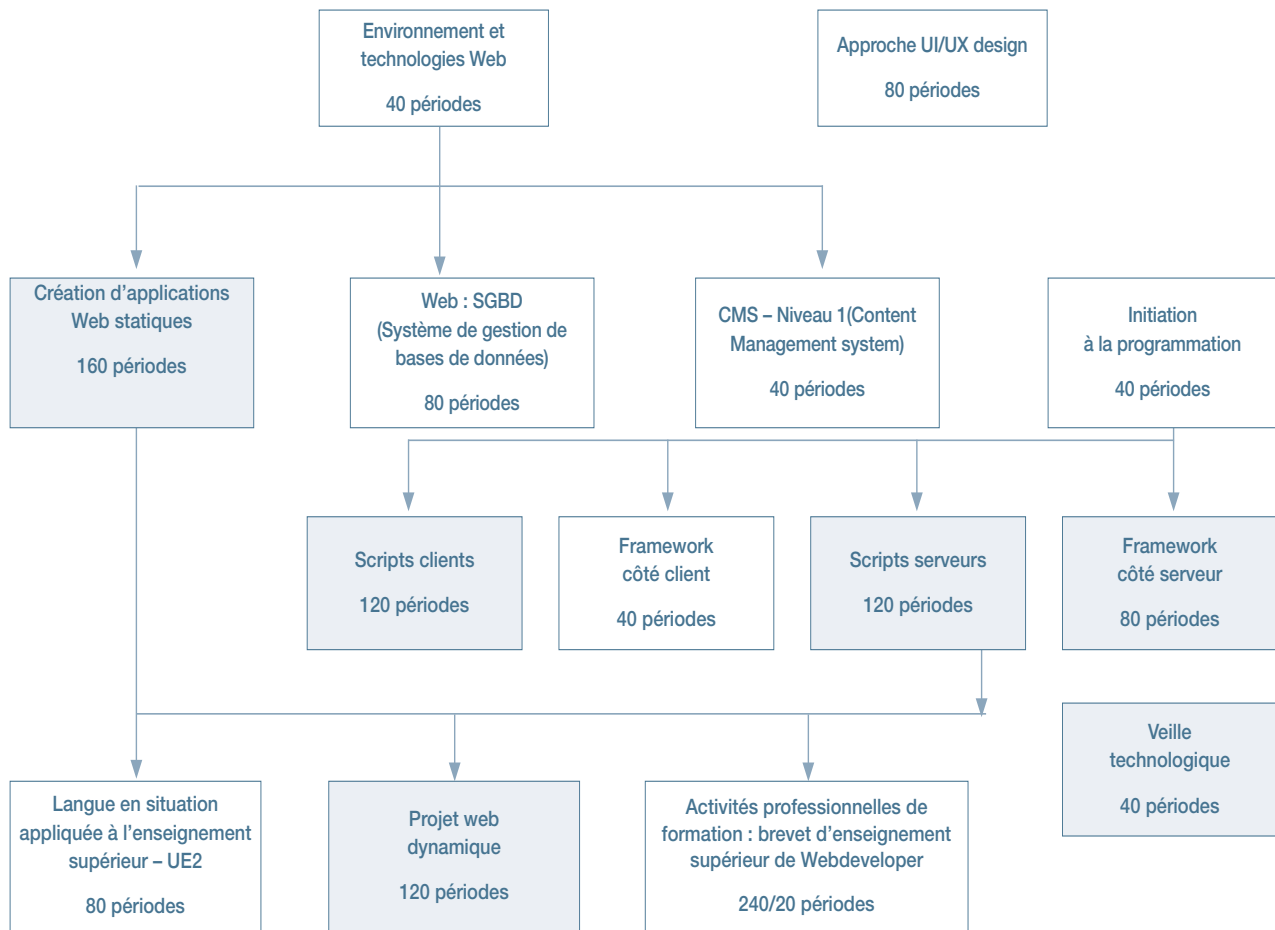 Environnement et
technologies Web
40 périodes
Approche UI/UX design
80 périodes
Création d’applications
Web statiques
160 périodes
Web : SGBD
(Système de gestion de
bases de données)
80 périodes
CMS – Niveau 1(Content
Management system)
40 périodes
Initiation
à la programmation
40 périodes
Scripts clients
120 périodes
Framework
côté client
40 périodes
Scripts serveurs
120 périodes
Framework
côté serveur
80 périodes
Veille
technologique
40 périodes
Langue en situation
appliquée à l’enseignement
supérieur – UE2
80 périodes
Projet web
dynamique
120 périodes
Activités professionnelles de
formation : brevet d’enseignement
supérieur de Webdeveloper
240/20 périodes